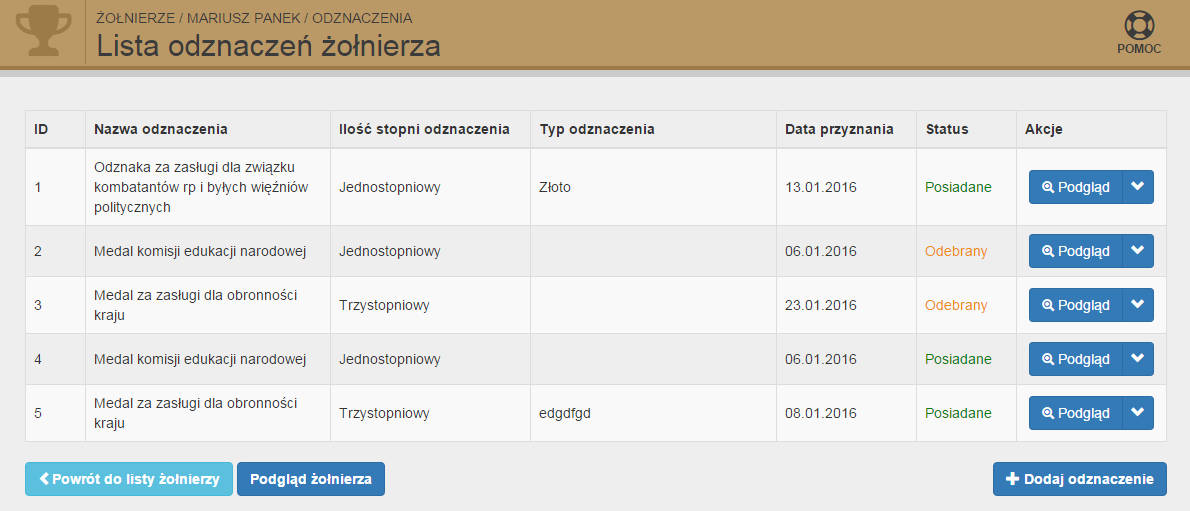 ŻOŁNIERZE / MARIUSZ PANEK / ODZNACZENIA
Lista odznaczeń żołnierza
POMOC
ID Nazwa odznaczenia Ilość stopni odznaczenia Typ odznaczenia Data przyznania Status Akcje
Odznaka za zasługi dla związku
1 kombatantów rp i byłych więźniów Jednostopniowy Złoto 13.01.2016 Posiadane Podgląd
politycznych
2 Medal komisji edukacji narodowej Jednostopniowy 06.01.2016 Odebrany Podgląd
Medal za zasługi dla obronności
3 Trzystopniowy 23.01.2016 Odebrany Podgląd
kraju
4 Medal komisji edukacji narodowej Jednostopniowy 06.01.2016 Posiadane Podgląd
Medal za zasługi dla obronności
5 Trzystopniowy edgdfgd 08.01.2016 Posiadane Podgląd
kraju
Powrót do listy żołnierzy Podgląd żołnierza Dodaj odznaczenie